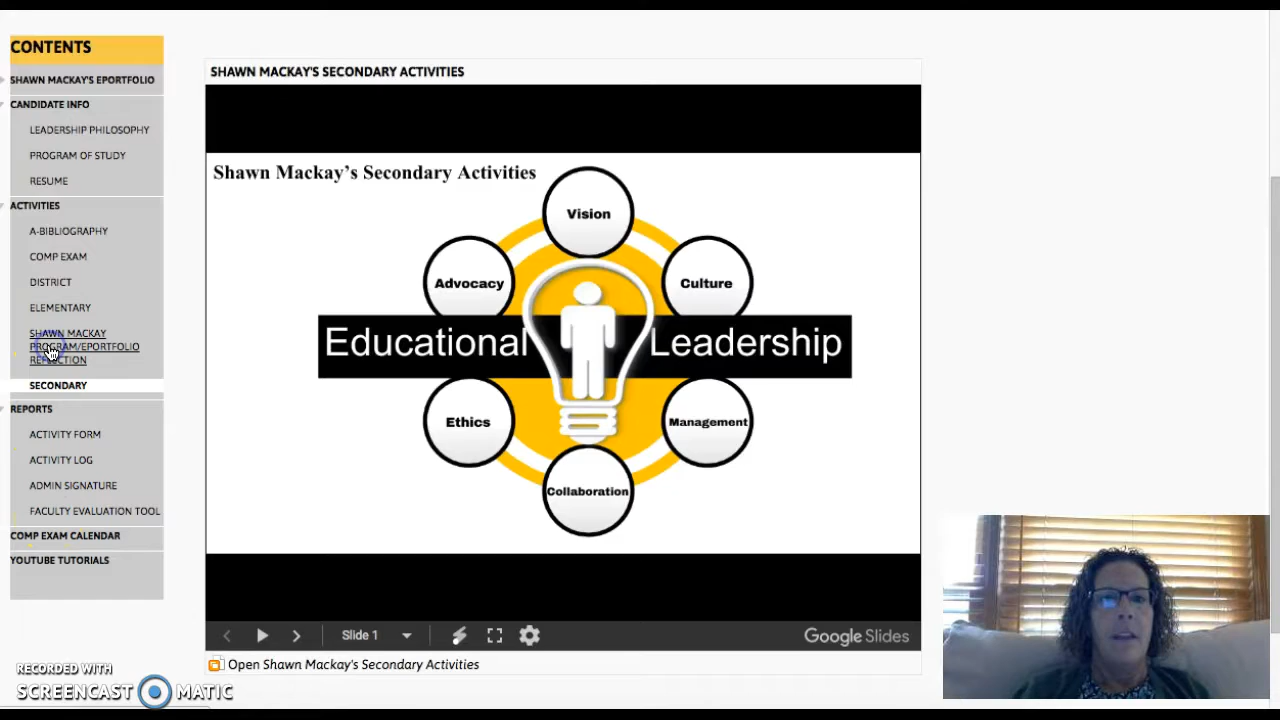 CONTENTS
SHAWN MACKAY'S EPORTFOLIO
CANDIDATE INFO
LEADERSHIP PHILOSOPHY
PROGRAM OF STUDY
RESUME
ACTIVITIES
A-BIBLIOGRAPHY
COMP EXAM
DISTRICT
ELEMENTARY
SHAWN MACKAY
PROGRAM/EPORTFOLIO
REFLECTION
SECONDARY
REPORTS
ACTIVITY FORM
ACTIVITY LOG
ADMIN SIGNATURE
FACULTY EVALUATION TOOL
COMP EXAM CALENDAR
YOUTUBE TUTORIALS
SHAWN MACKAY'S SECONDARY ACTIVITIES
Shawn Mackay's Secondary Activities
Vision
Advocacy
Culture
Educational Leadership
Ethics
Management
Collaboration
Slide 1
Google Slides
Open Shawn Mackay's Secondary Activities
RECORDED WITH
SCREENCAST MATIC